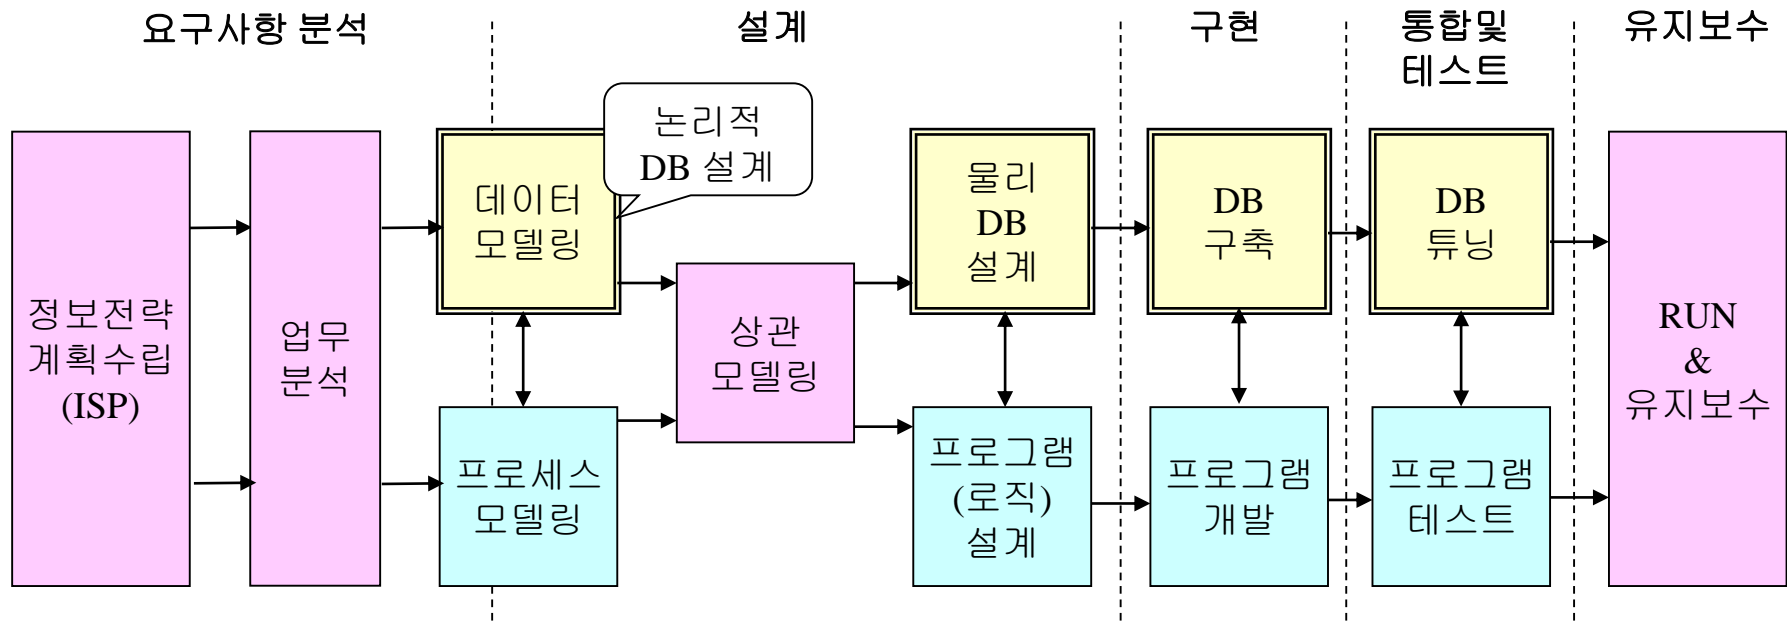 요구사항 분석
설계
구현
통합및
테스트
유지보수
논리적
DB 설계
정보전략
계획수립
(ISP)
업무
분석
데이터
모델링
프로세스
모델링
상관
모델링
물리
DB
설계
프로그램
(로직)
설계
DB
구축
프로그램
개발
DB
튜닝
프로그램
테스트
RUN
&
유지보수